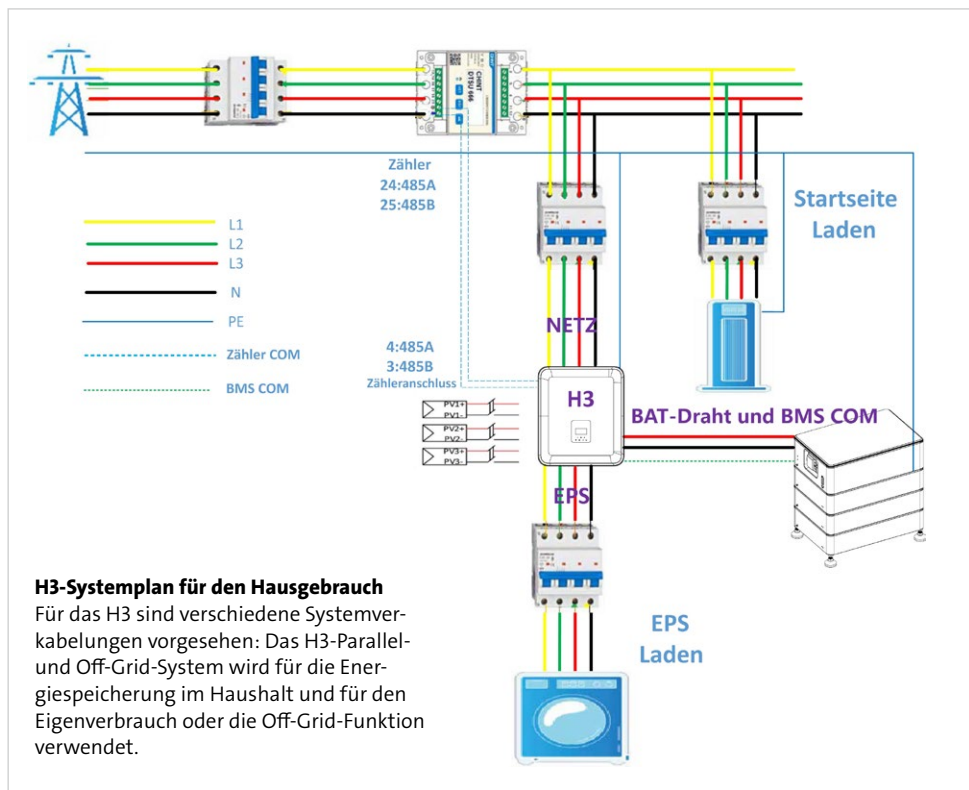 CHINT
DTSU 666
Zähler
24:485A
25:485B
L1
L2
L3
N
PE
Zähler COM
BMS COM
Startseite
Laden
NETZ
4:485A
3:485B
Zähleranschluss
H3
PV1+
PV1-
PV2+
PV2-
PV3+
PV3-
BAT-Draht und BMS COM
EPS
EPS
Laden
H3-Systemplan für den Hausgebrauch
Für das H3 sind verschiedene Systemver-
kabelungen vorgesehen: Das H3-Parallel-
und Off-Grid-System wird für die Ener-
giespeicherung im Haushalt und für den
Eigenverbrauch oder die Off-Grid-Funktion
verwendet.